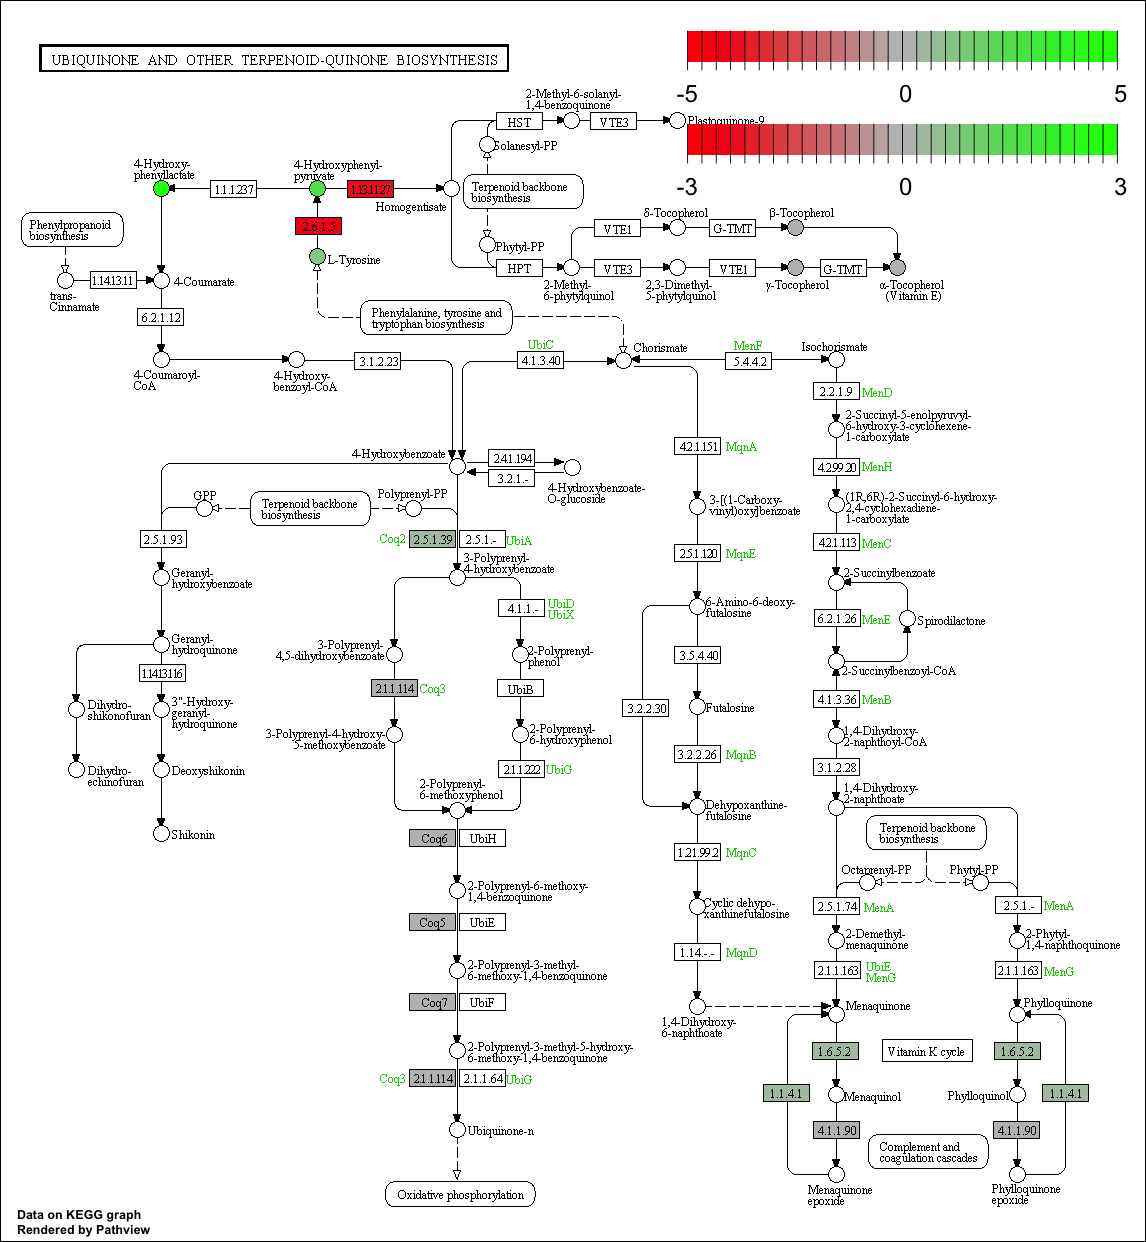 UBIQUINONE AND OTHER TERPENOID-QUINONE BIOSYNTHESIS
-5
0
5
-3
0
3
2-Methyl-6-solanyl-
1,4-benzoquinone
HST
VTE3
Plastoquinone-9
Solanesyl-PP
4-Hydroxy-
phenyllactate
1.1.1.237
4-Hydroxyphenyl-
pyruvate
1.13.11.27
Homogentisate
Terpenoid backbone
biosynthesis
Phenylpropanoid
biosynthesis
2.6.1.5
L-Tyrosine
Phytyl-PP
HPT
δ-Tocopherol
β-Tocopherol
VTE1
G-TMT
2-Methyl-
6-phytylquinol
VTE3
2,3-Dimethyl-
5-phytylquinol
VTE1
γ-Tocopherol
G-TMT
α-Tocopherol
(Vitamin E)
trans-
Cinnamate
1.14.13.11
4-Coumarate
6.2.1.12
Phenylalanine, tyrosine and
tryptophan biosynthesis
4-Coumaroyl-
CoA
4-Hydroxy-
benzoyl-CoA
3.1.2.23
UbiC
4.1.3.40
Chorismate
MenF
5.4.4.2
Isochorismate
2.2.1.9
MenD
2-Succinyl-5-enolpyruvyl-
6-hydroxy-3-cyclohexene-
1-carboxylate
4.2.1.151
MqnA
4.2.99.20
MenH
4-Hydroxybenzoate
2.4.1.194
3.2.1.-
4-Hydroxybenzoate-
O-glucoside
3-[(1-Carboxy-
vinyl)oxy]benzoate
(1R,6R)-2-Succinyl-6-hydroxy-
2,4-cyclohexadiene-
1-carboxylate
GPP
Terpenoid backbone
biosynthesis
Polyprenyl-PP
2.5.1.93
Coq2
2.5.1.39
2.5.1.-
UbiA
2.5.1.120
MqnE
4.2.1.113
MenC
Geranyl-
hydroxybenzoate
3-Polyprenyl-
4-hydroxybenzoate
2-Succinylbenzoate
4.1.1.-
UbiD
UbiX
6-Amino-6-deoxy-
futalosine
6.2.1.26
MenE
Spirodilactone
Geranyl-
hydroquinone
3-Polyprenyl-
4,5-dihydroxybenzoate
2-Polyprenyl-
phenol
3.5.4.40
2-Succinylbenzoyl-CoA
1.14.13.116
2.1.1.114
Coq3
UbiB
3.2.2.30
Futalosine
4.1.3.36
MenB
Dihydro-
shikonofuran
3"-Hydroxy-
geranyl-
hydroquinone
3-Polyprenyl-4-hydroxy-
5-methoxybenzoate
2-Polyprenyl-
6-hydroxyphenol
1,4-Dihydroxy-
2-naphthoyl-CoA
3.2.2.26
MqnB
3.1.2.28
Dihydro-
echinofuran
Deoxyshikonin
2.1.1.222
UbiG
2-Polyprenyl-
6-methoxyphenol
Dehypoxanthine-
futalosine
1,4-Dihydroxy-
2-naphthoate
Shikonin
Coq6
UbiH
1.21.99.2
MqnC
Terpenoid backbone
biosynthesis
Octaprenyl-PP
Phytyl-PP
2-Polyprenyl-6-methoxy-
1,4-benzoquinone
Cyclic dehypo-
xanthinefutalosine
2.5.1.74
MenA
2.5.1.-
MenA
Coq5
UbiE
2-Demethyl-
menaquinone
2-Phytyl-
1,4-naphthoquinone
1.14.-.-
MqnD
2-Polyprenyl-3-methyl-
6-methoxy-1,4-benzoquinone
2.1.1.163
UbiE
MenG
2.1.1.163
MenG
Coq7
UbiF
1,4-Dihydroxy-
6-naphthoate
Menaquinone
Phylloquinone
2-Polyprenyl-3-methyl-5-hydroxy-
6-methoxy-1,4-benzoquinone
1.6.5.2
Vitamin K cycle
1.6.5.2
Coq3
2.1.1.114
2.1.1.64
UbiG
1.1.4.1
Menaquinol
Phylloquinol
1.1.4.1
Ubiquinone-n
4.1.1.90
4.1.1.90
Complement and
coagulation cascades
Oxidative phosphorylation
Menaquinone
epoxide
Phylloquinone
epoxide
Data on KEGG graph
Rendered by Pathview